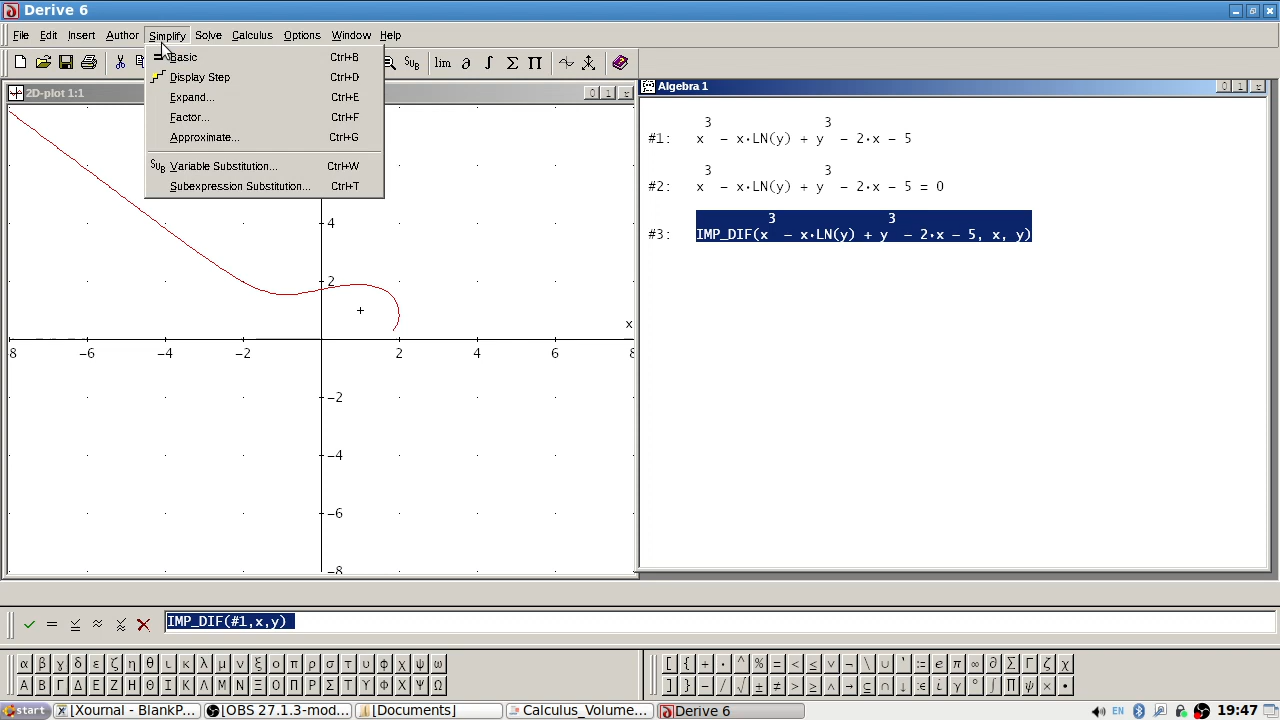 Derive 6
File Edit Insert Author Simplify Solve Calculus Options Window Help
Basic Ctrl+B
Display Step Ctrl+D
Expand... Ctrl+E
Factor... Ctrl+F
Approximate... Ctrl+G
Variable Substitution... Ctrl+W
Subexpression Substitution... Ctrl+T
SUB lim ∂ ∫ Σ Π
2D-plot 1:1
Algebra 1
#1: x³ - x·LN(y) + y³ - 2·x - 5
#2: x³ - x·LN(y) + y³ - 2·x - 5 = 0
#3: IMP_DIF(x³ - x·LN(y) + y³ - 2·x - 5, x, y)
4
2
x
8 -6 -4 -2 2 4 6 8
-2
-4
-6
-8
IMP_DIF(#1,x,y)
α β γ δ ε ζ η θ ι κ λ μ ν ξ ο π ρ σ τ υ φ χ ψ ω
Α Β Γ Δ Ε Ζ Η Θ Ι Κ Λ Μ Ν Ξ Ο Π Ρ Σ Τ Υ Φ Χ Ψ Ω
[ { + · ^ % = < ≤ ∨ ¬ \ ∪ ' := e π ∞ ∂ ∑ Γ ζ χ
] } − / √ ± ≠ > ≥ ∧ → ⊆ ∩ ↓ :∈ i γ ° ∫ ∏ ψ × •
start [Xournal - BlankP... [OBS 27.1.3-mod... [Documents] Calculus_Volume... Derive 6 EN 19:47